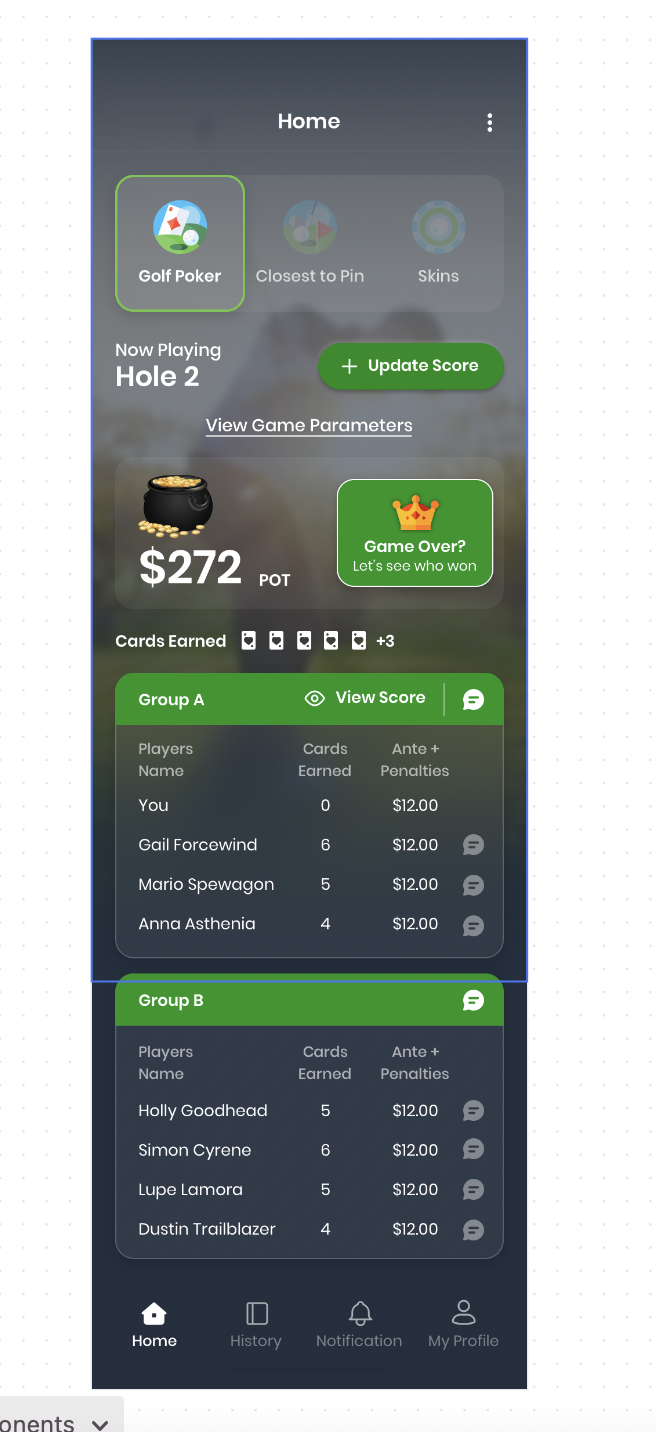 Home
Golf Poker
Closest to Pin
Skins
Now Playing
Hole 2
+ Update Score
View Game Parameters
$272 POT
Game Over?
Let's see who won
Cards Earned +3
Group A View Score
Players Name Cards Earned Ante + Penalties
You 0 $12.00
Gail Forcewind 6 $12.00
Mario Spewagon 5 $12.00
Anna Asthenia 4 $12.00
Group B
Players Name Cards Earned Ante + Penalties
Holly Goodhead 5 $12.00
Simon Cyrene 6 $12.00
Lupe Lamora 5 $12.00
Dustin Trailblazer 4 $12.00
Home History Notification My Profile
onents